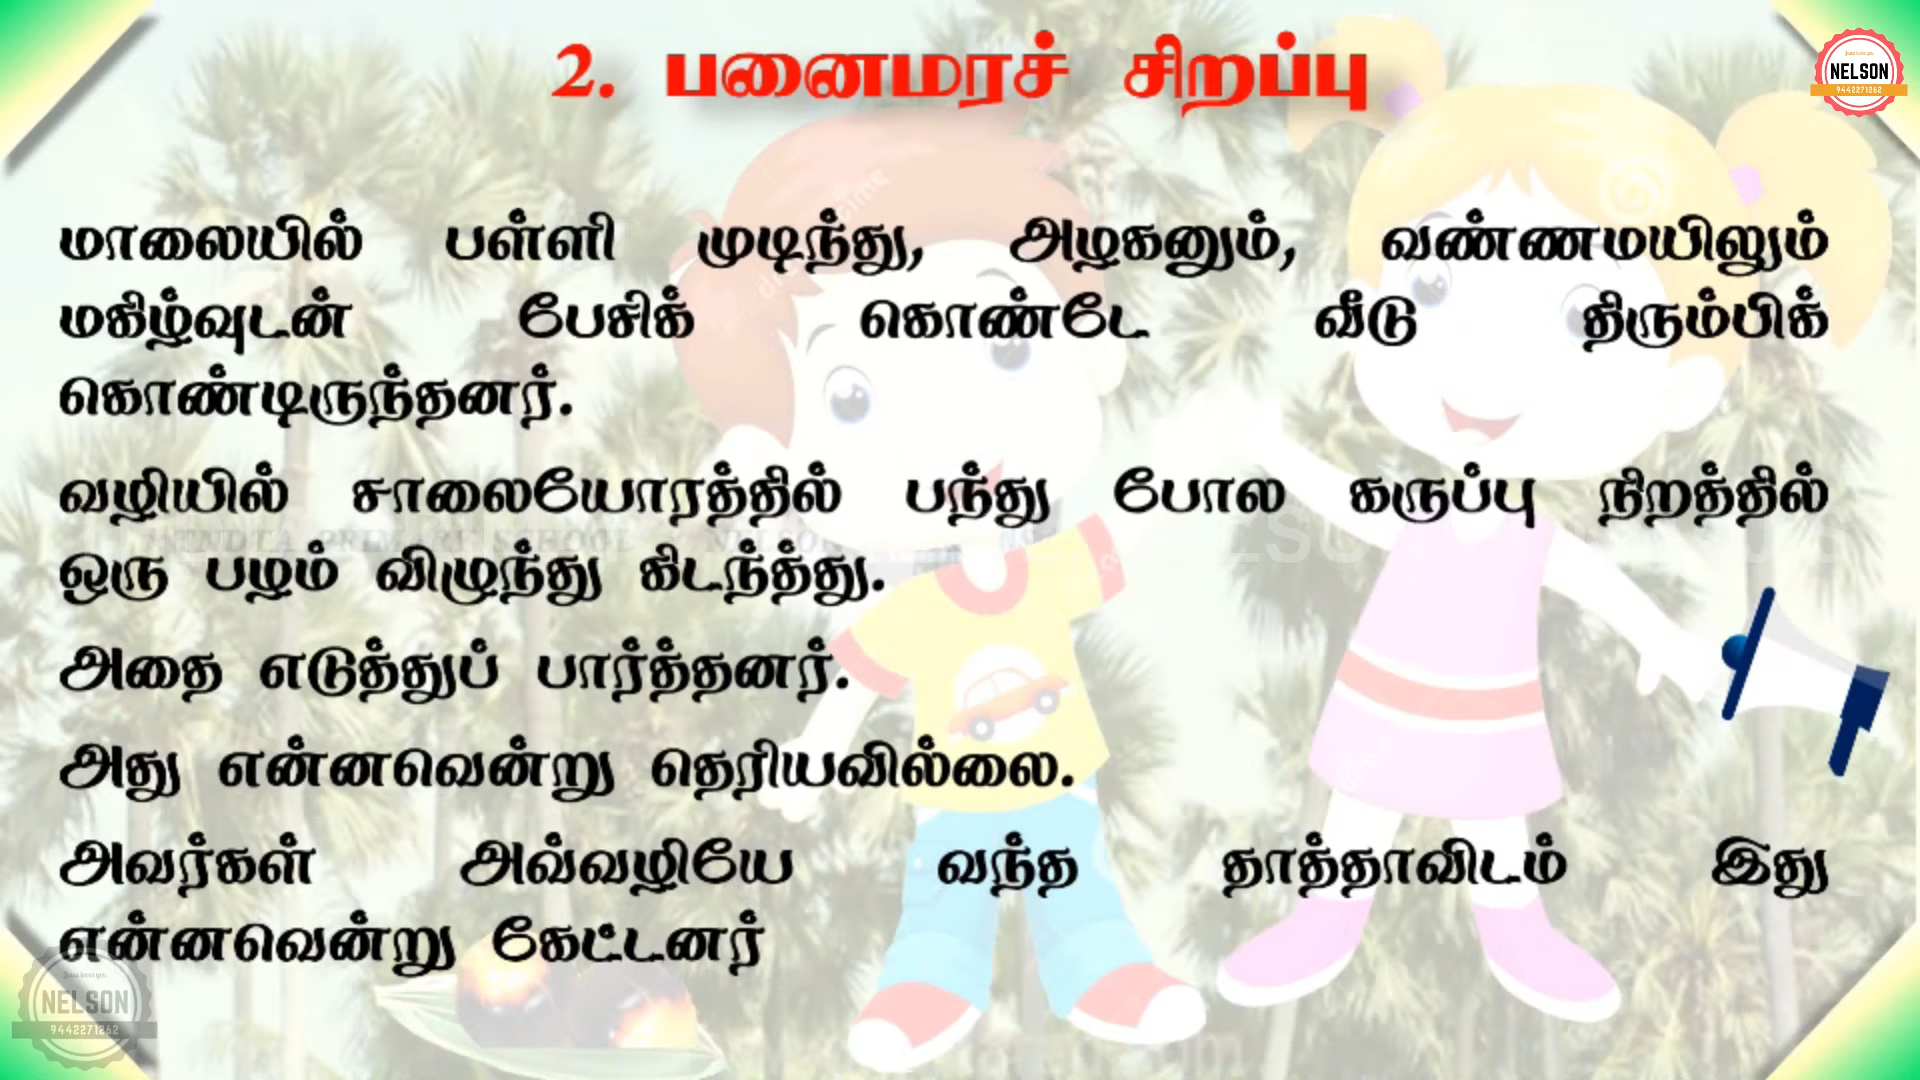 2. பனைமரச் சிறப்பு
NELSON
9442271262
மாலையில் பள்ளி முடிந்து, அழகனும், வண்ணமயிலும்
மகிழ்வுடன் பேசிக் கொண்டே வீடு திரும்பிக்
கொண்டிருந்தனர்.
வழியில் சாலையோரத்தில் பந்து போல கருப்பு நிறத்தில்
ஒரு பழம் விழுந்து கிடந்த்து.
அதை எடுத்துப் பார்த்தனர்.
அது என்னவென்று தெரியவில்லை.
அவர்கள் அவ்வழியே வந்த தாத்தாவிடம் இது
என்னவென்று கேட்டனர்
NELSON
9442271262